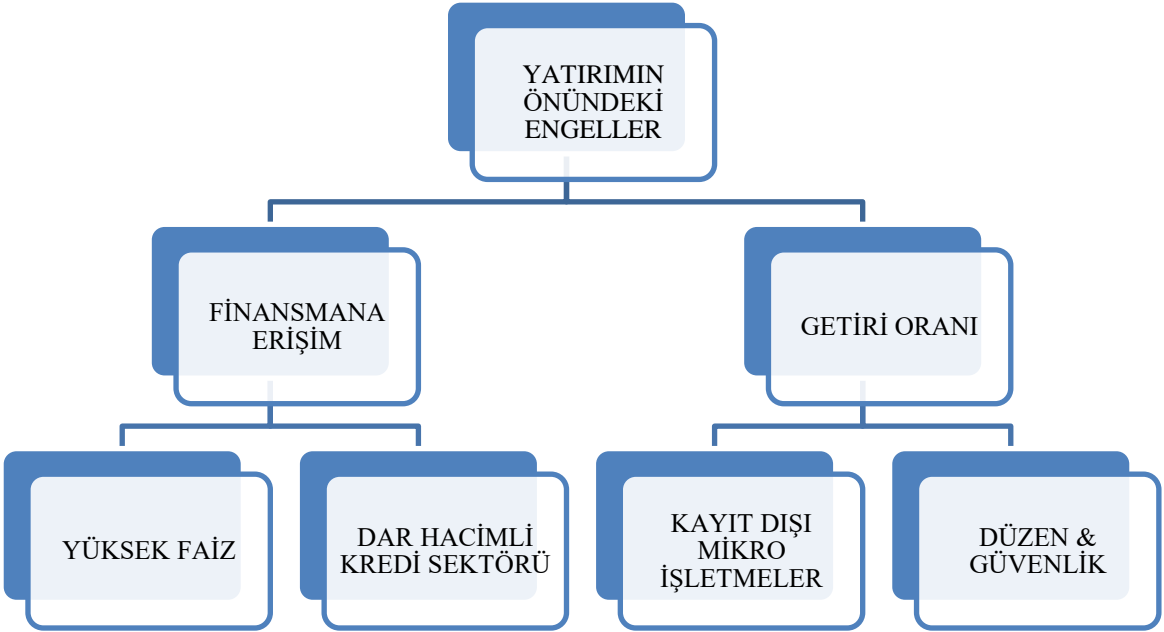 YATIRIMIN
ÖNÜNDEKİ
ENGELLER
FİNANSMANA
ERİŞİM
GETİRİ ORANI
YÜKSEK FAİZ
DAR HACİMLİ
KREDİ SEKTÖRÜ
KAYIT DIŞI
MİKRO
İŞLETMELER
DÜZEN &
GÜVENLİK